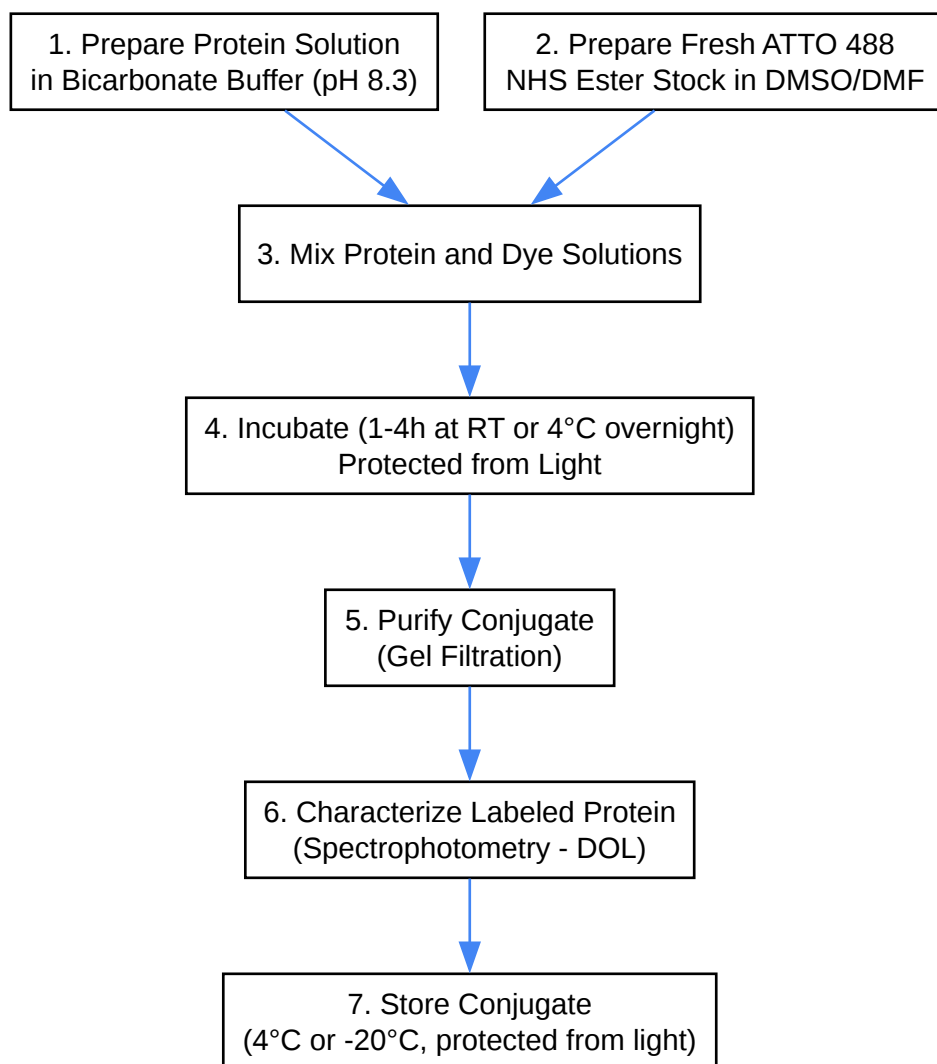 1. Prepare Protein Solution
in Bicarbonate Buffer (pH 8.3)
2. Prepare Fresh ATTO 488
NHS Ester Stock in DMSO/DMF
3. Mix Protein and Dye Solutions
4. Incubate (1-4h at RT or 4°C overnight)
Protected from Light
5. Purify Conjugate
(Gel Filtration)
6. Characterize Labeled Protein
(Spectrophotometry - DOL)
7. Store Conjugate
(4°C or -20°C, protected from light)